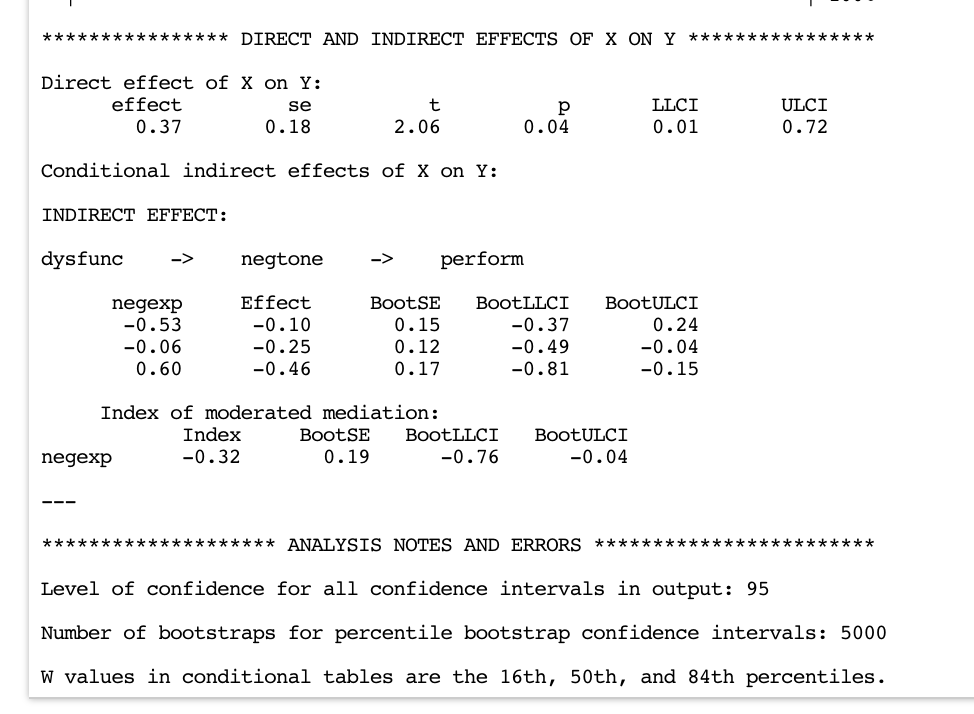 **************** DIRECT AND INDIRECT EFFECTS OF X ON Y ****************
Direct effect of X on Y:
effect se t p LLCI ULCI
0.37 0.18 2.06 0.04 0.01 0.72
Conditional indirect effects of X on Y:
INDIRECT EFFECT:
dysfunc -> negtone -> perform
negexp Effect BootSE BootLLCI BootULCI
-0.53 -0.10 0.15 -0.37 0.24
-0.06 -0.25 0.12 -0.49 -0.04
0.60 -0.46 0.17 -0.81 -0.15
Index of moderated mediation:
Index BootSE BootLLCI BootULCI
negexp -0.32 0.19 -0.76 -0.04
---
******************** ANALYSIS NOTES AND ERRORS ************************
Level of confidence for all confidence intervals in output: 95
Number of bootstraps for percentile bootstrap confidence intervals: 5000
W values in conditional tables are the 16th, 50th, and 84th percentiles.